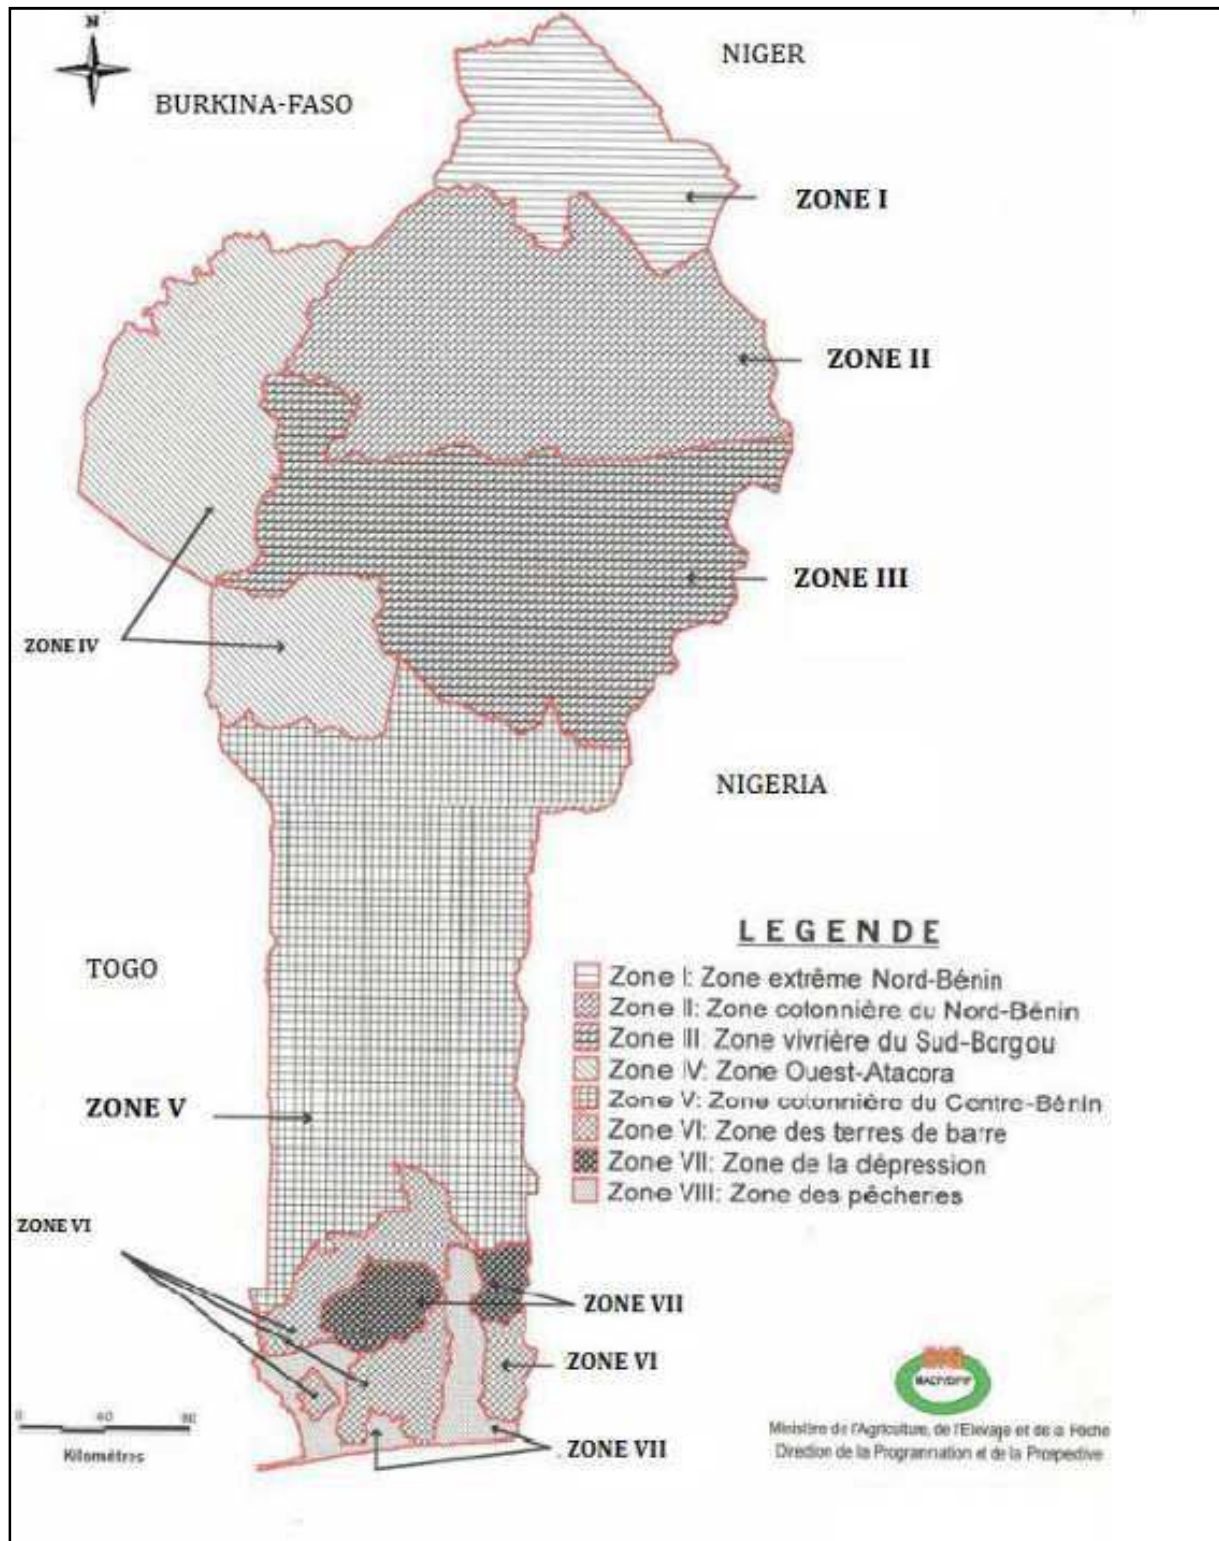 N
NIGER
BURKINA-FASO
ZONE I
ZONE II
ZONE III
ZONE IV
NIGERIA
LEGENDE
TOGO
Zone I: Zone extrême Nord-Bénin
Zone II: Zone cotonnière du Nord-Bénin
Zone III: Zone vivrière du Sud-Borgou
Zone IV: Zone Ouest-Atacora
Zone V: Zone cotonnière du Centre-Bénin
ZONE V
Zone VI: Zone des terres de barre
Zone VII: Zone de la dépression
Zone VIII: Zone des pêcheries
ZONE VI
ZONE VII
ZONE VI
0 40 80
Kilomètres
ZONE VII
Ministère de l'Agriculture, de l'Elevage et de la Pêche
Direction de la Programmation et de la Prospective